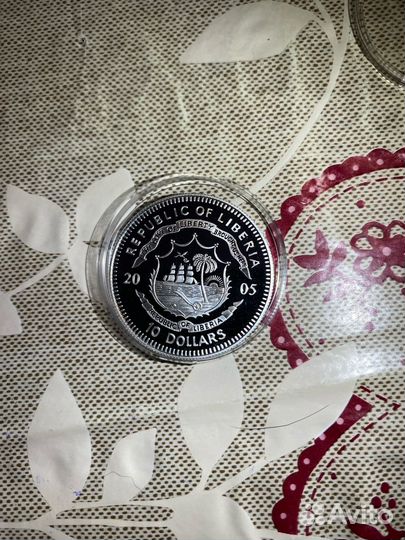 REPUBLIC OF LIBERIA
THE LOVE OF LIBERTY BROUGHT US HERE
20 05
REPUBLIC OF LIBERIA
10 DOLLARS
Avito